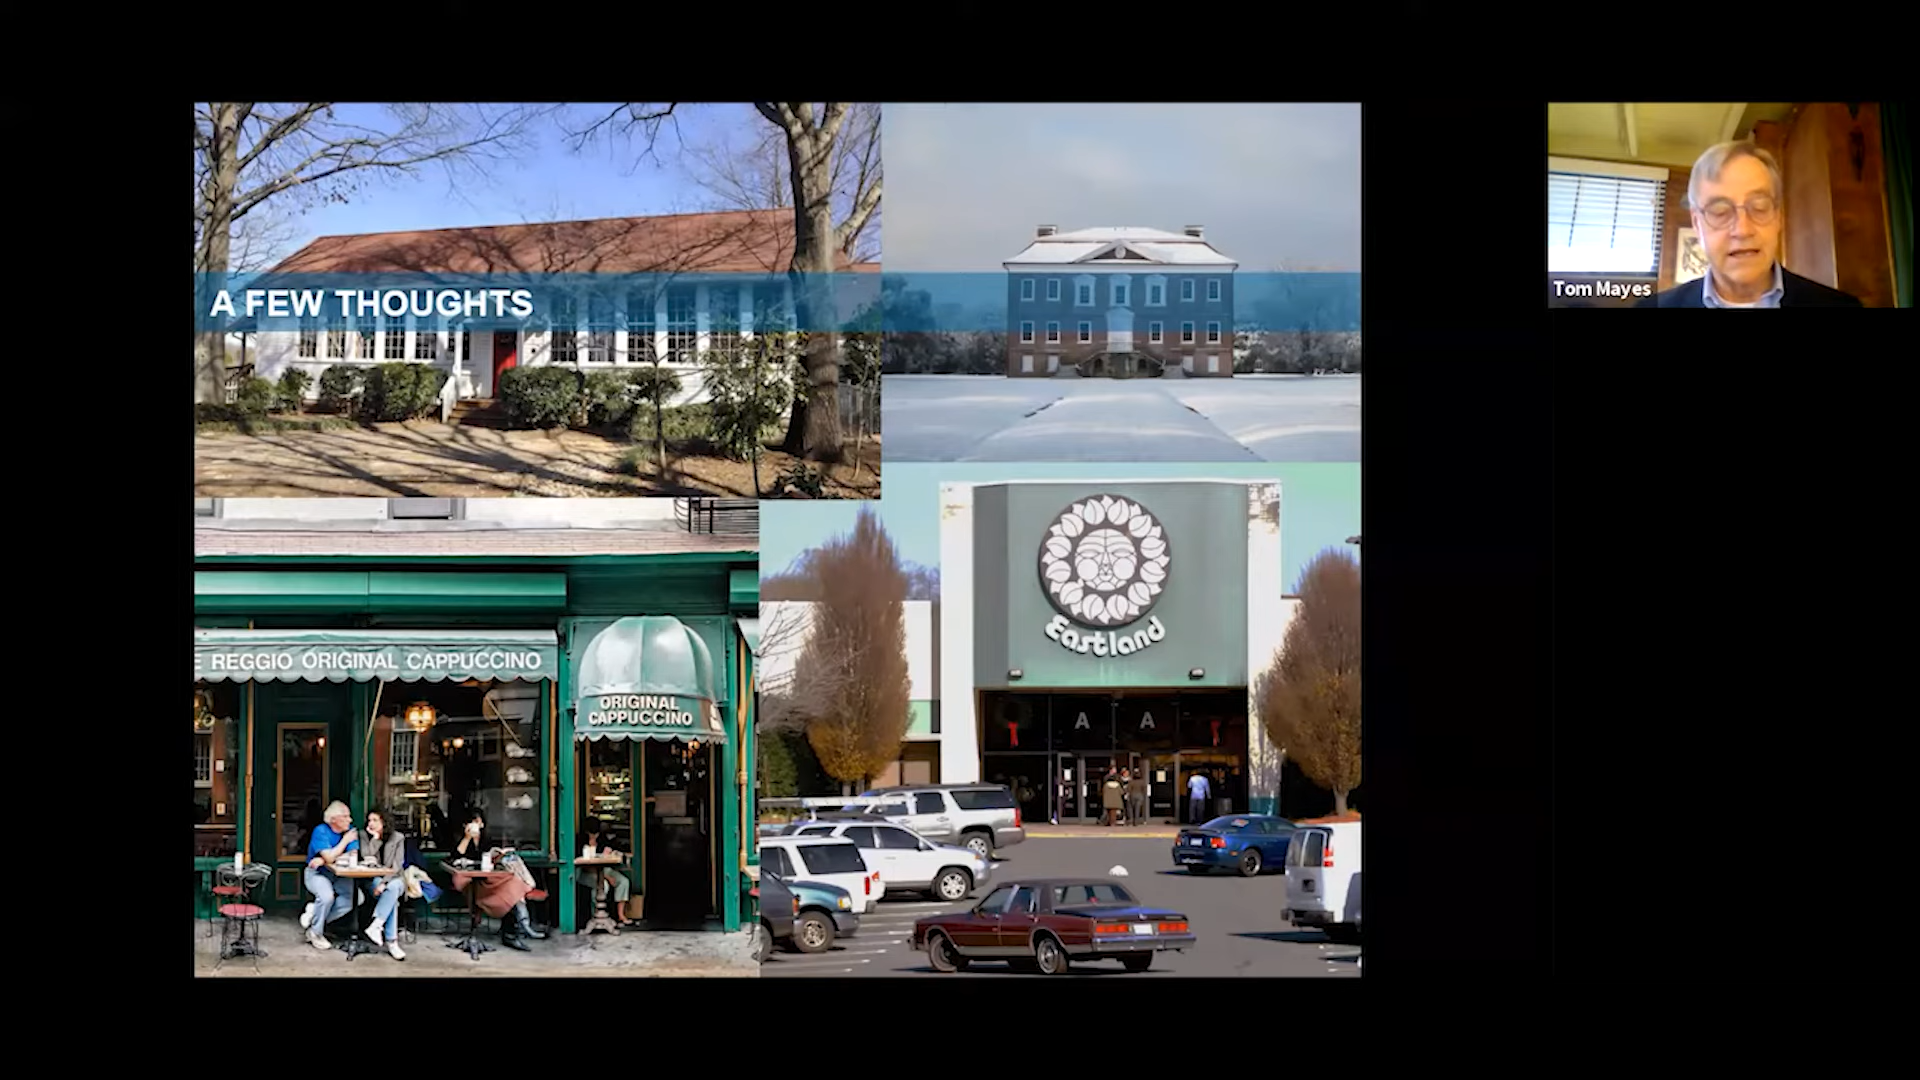 A FEW THOUGHTS
Tom Mayes
Eastland
E REGGIO ORIGINAL CAPPUCCINO
ORIGINAL
CAPPUCCINO
A A